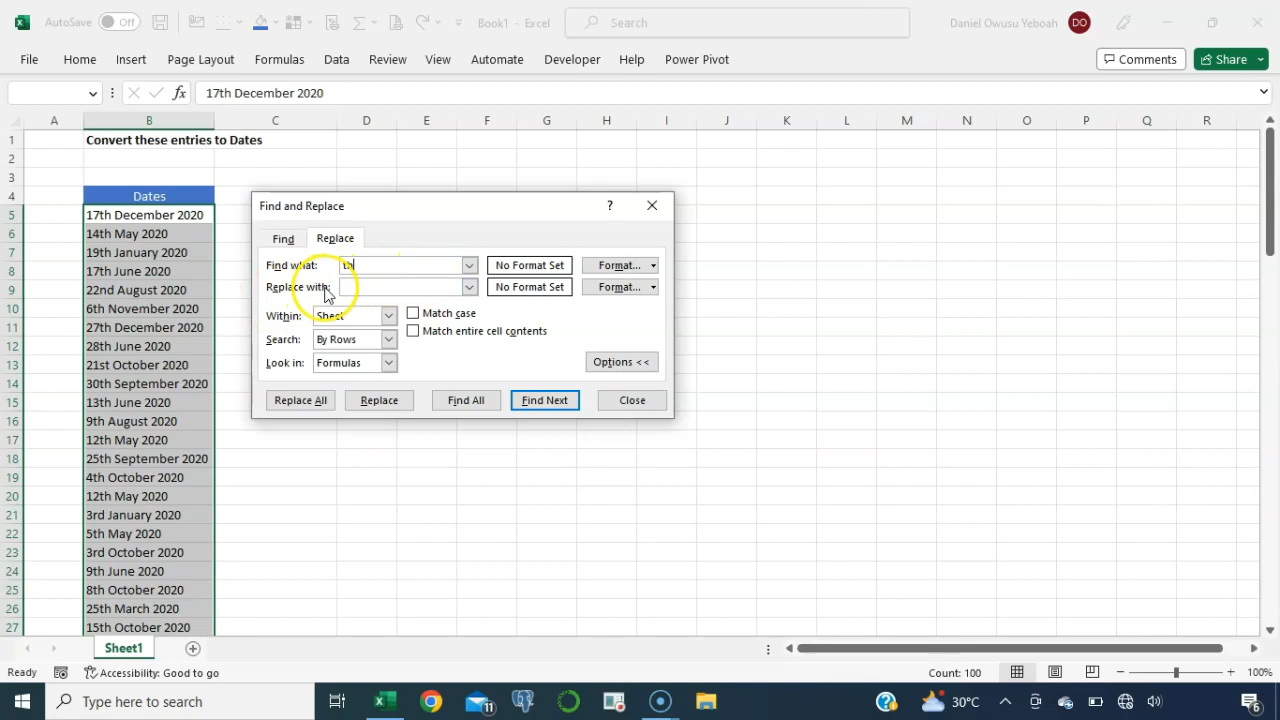 AutoSave Off Book1 - Excel Search Daniel Owusu Yeboah DO
File Home Insert Page Layout Formulas Data Review View Automate Developer Help Power Pivot Comments Share
fx 17th December 2020
A B C D E F G H I J K L M N O P Q R
1 Convert these entries to Dates
2
3
4 Dates
5 17th December 2020
6 14th May 2020
7 19th January 2020
8 17th June 2020
9 22nd August 2020
10 6th November 2020
11 27th December 2020
12 28th June 2020
13 21st October 2020
14 30th September 2020
15 13th June 2020
16 9th August 2020
17 12th May 2020
18 25th September 2020
19 4th October 2020
20 12th May 2020
21 3rd January 2020
22 5th May 2020
23 3rd October 2020
24 9th June 2020
25 8th October 2020
26 25th March 2020
27 15th October 2020
Find and Replace ?
Find Replace
Find what: th No Format Set Format...
Replace with: No Format Set Format...
Within: Sheet Match case
Search: By Rows Match entire cell contents
Look in: Formulas Options <<
Replace All Replace Find All Find Next Close
Sheet1
Ready Accessibility: Good to go Count: 100 100%
Type here to search 11 30°C 6